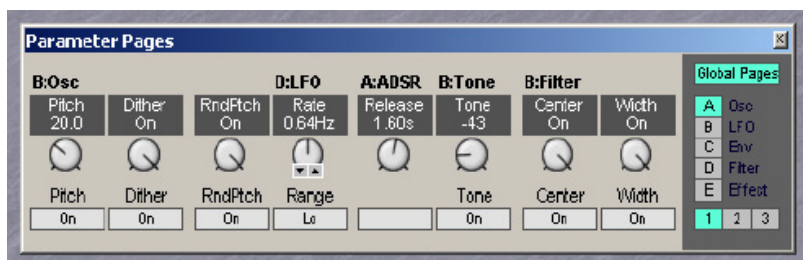 Parameter Pages
B:Osc D:LFO A:ADSR B:Tone B:Filter
Pitch Dither RndPtch Rate Release Tone Center Width
20.0 On On 0.64Hz 1.60s -43 On On
Pitch Dither RndPtch Range Tone Center Width
On On On Lo On On On
Global Pages
A Osc
B LFO
C Env
D Filter
E Effect
1 2 3